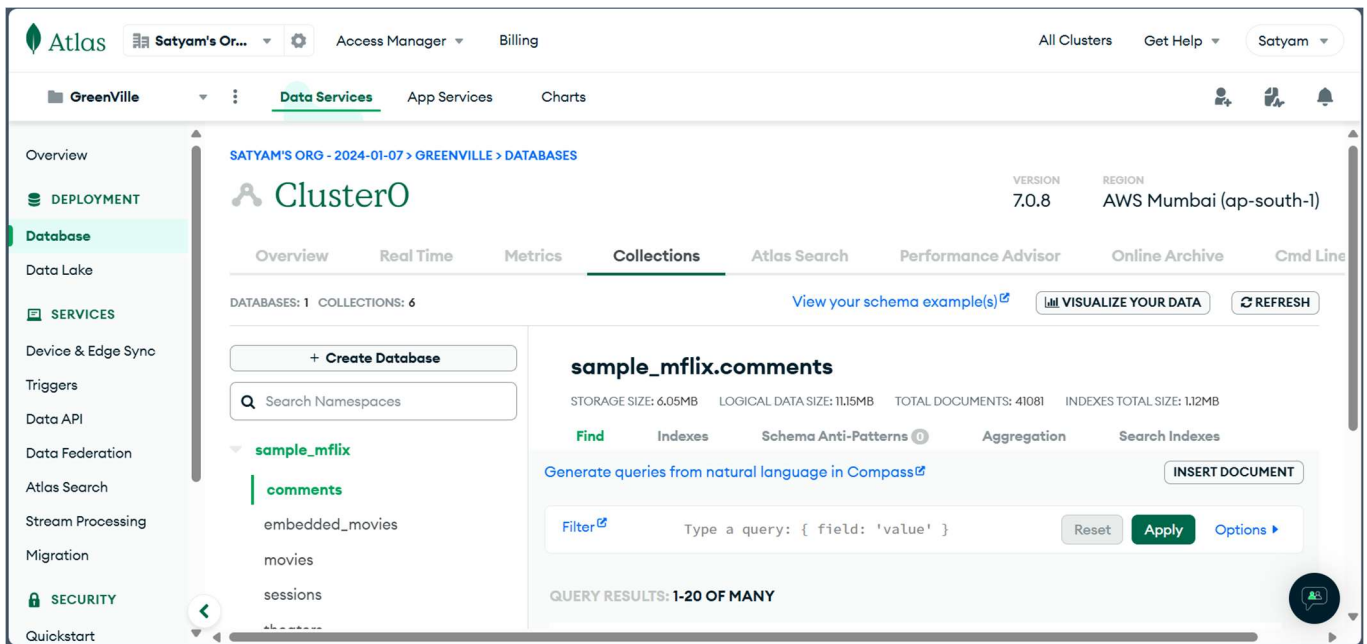 Atlas Satyam's Or... Access Manager Billing All Clusters Get Help Satyam
GreenVille Data Services App Services Charts
Overview
DEPLOYMENT
Database
Data Lake
SERVICES
Device & Edge Sync
Triggers
Data API
Data Federation
Atlas Search
Stream Processing
Migration
SECURITY
Quickstart
SATYAM'S ORG - 2024-01-07 > GREENVILLE > DATABASES
Cluster0
VERSION
7.0.8
REGION
AWS Mumbai (ap-south-1)
Overview Real Time Metrics Collections Atlas Search Performance Advisor Online Archive Cmd Line
DATABASES: 1 COLLECTIONS: 6 View your schema example(s) VISUALIZE YOUR DATA REFRESH
+ Create Database
Search Namespaces
sample_mflix
comments
embedded_movies
movies
sessions
sample_mflix.comments
STORAGE SIZE: 6.05MB LOGICAL DATA SIZE: 11.15MB TOTAL DOCUMENTS: 41081 INDEXES TOTAL SIZE: 1.12MB
Find Indexes Schema Anti-Patterns 0 Aggregation Search Indexes
Generate queries from natural language in Compass INSERT DOCUMENT
Filter Type a query: { field: 'value' } Reset Apply Options
QUERY RESULTS: 1-20 OF MANY